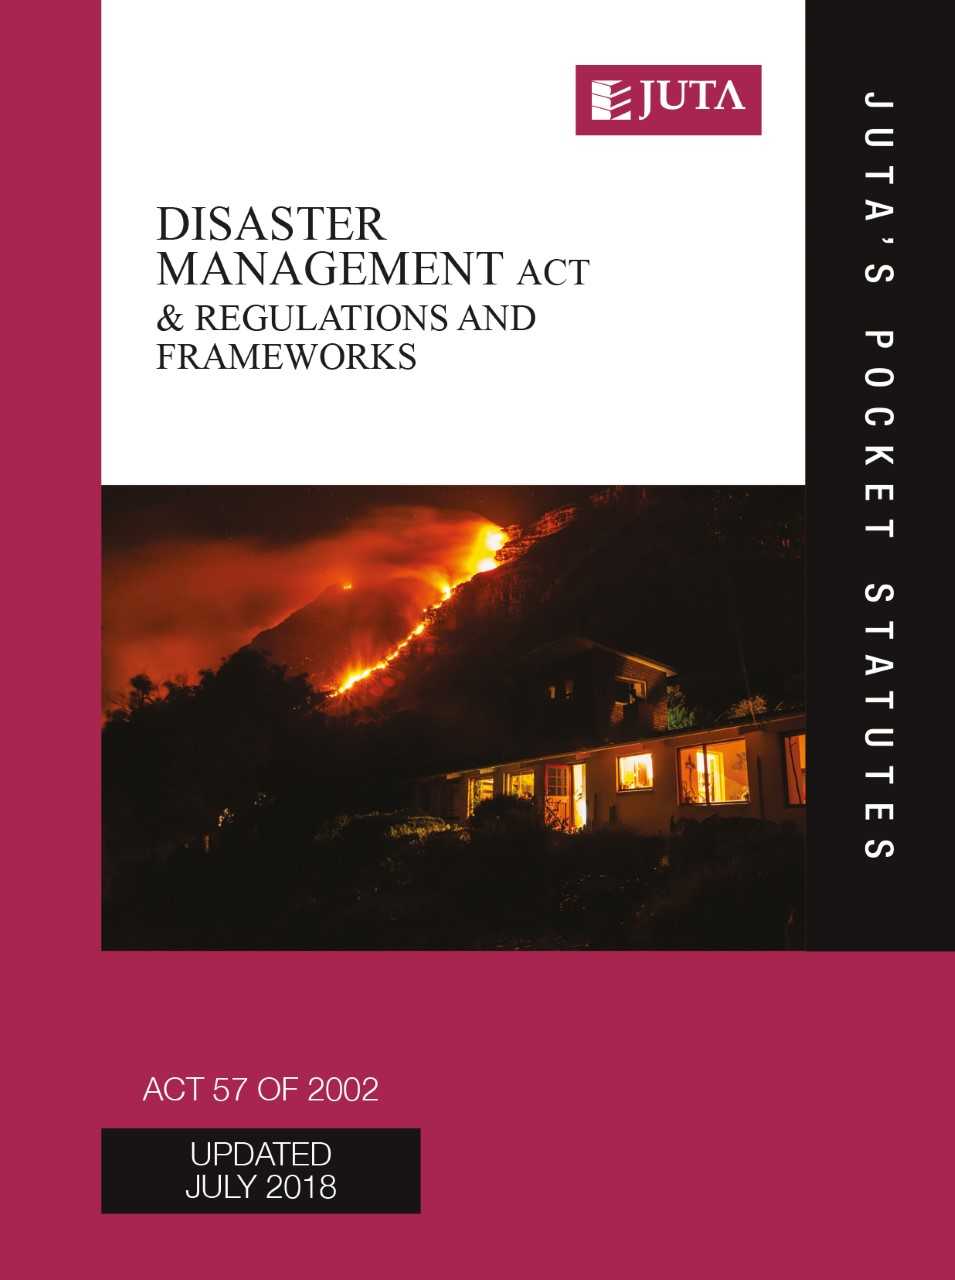 JUTA
DISASTER
MANAGEMENT ACT
& REGULATIONS AND
FRAMEWORKS
JUTA'S POCKET STATUTES
ACT 57 OF 2002
UPDATED
JULY 2018